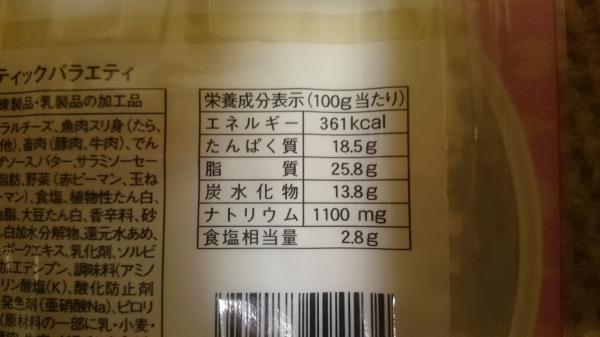 ティックバラエティ
練製品・乳製品の加工品
ラルチーズ、魚肉スリ身(たら、
他)、畜肉(豚肉、牛肉)、でん
ザソース、バター、サラミソーセー
脂肪、野菜(赤ピーマン、玉ね
ーマン)、食塩、植物性たん白、
油脂、大豆たん白、香辛料、砂
白加水分解物、還元水あめ、
ポークエキス、乳化剤、ソルビ
加工デンプン、調味料(アミノ
リン酸塩(K)、酸化防止剤
発色剤(亜硝酸Na)、ピロリ
(原材料の一部に乳・小麦・
栄養成分表示(100g当たり)
エネルギー 361kcal
たんぱく質 18.5g
脂質 25.8g
炭水化物 13.8g
ナトリウム 1100 mg
食塩相当量 2.8g